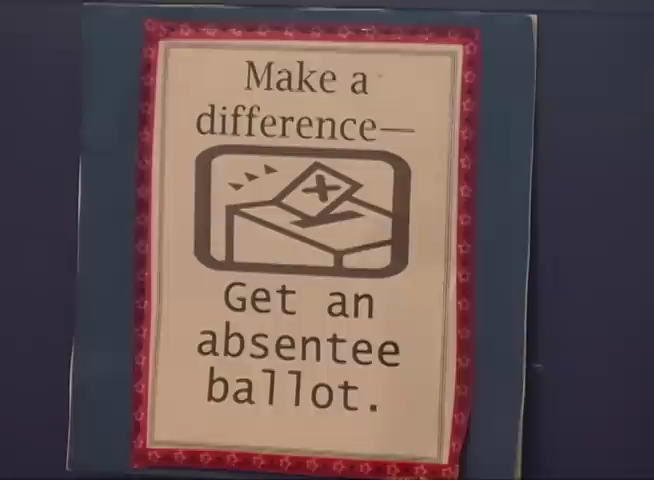 Make a
difference—
Get an
absentee
ballot.